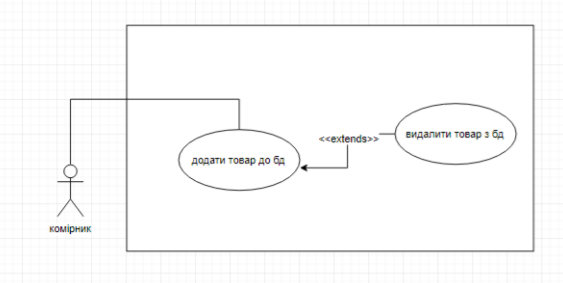 <<extends>>
видалити товар з бд
додати товар до бд
комірник